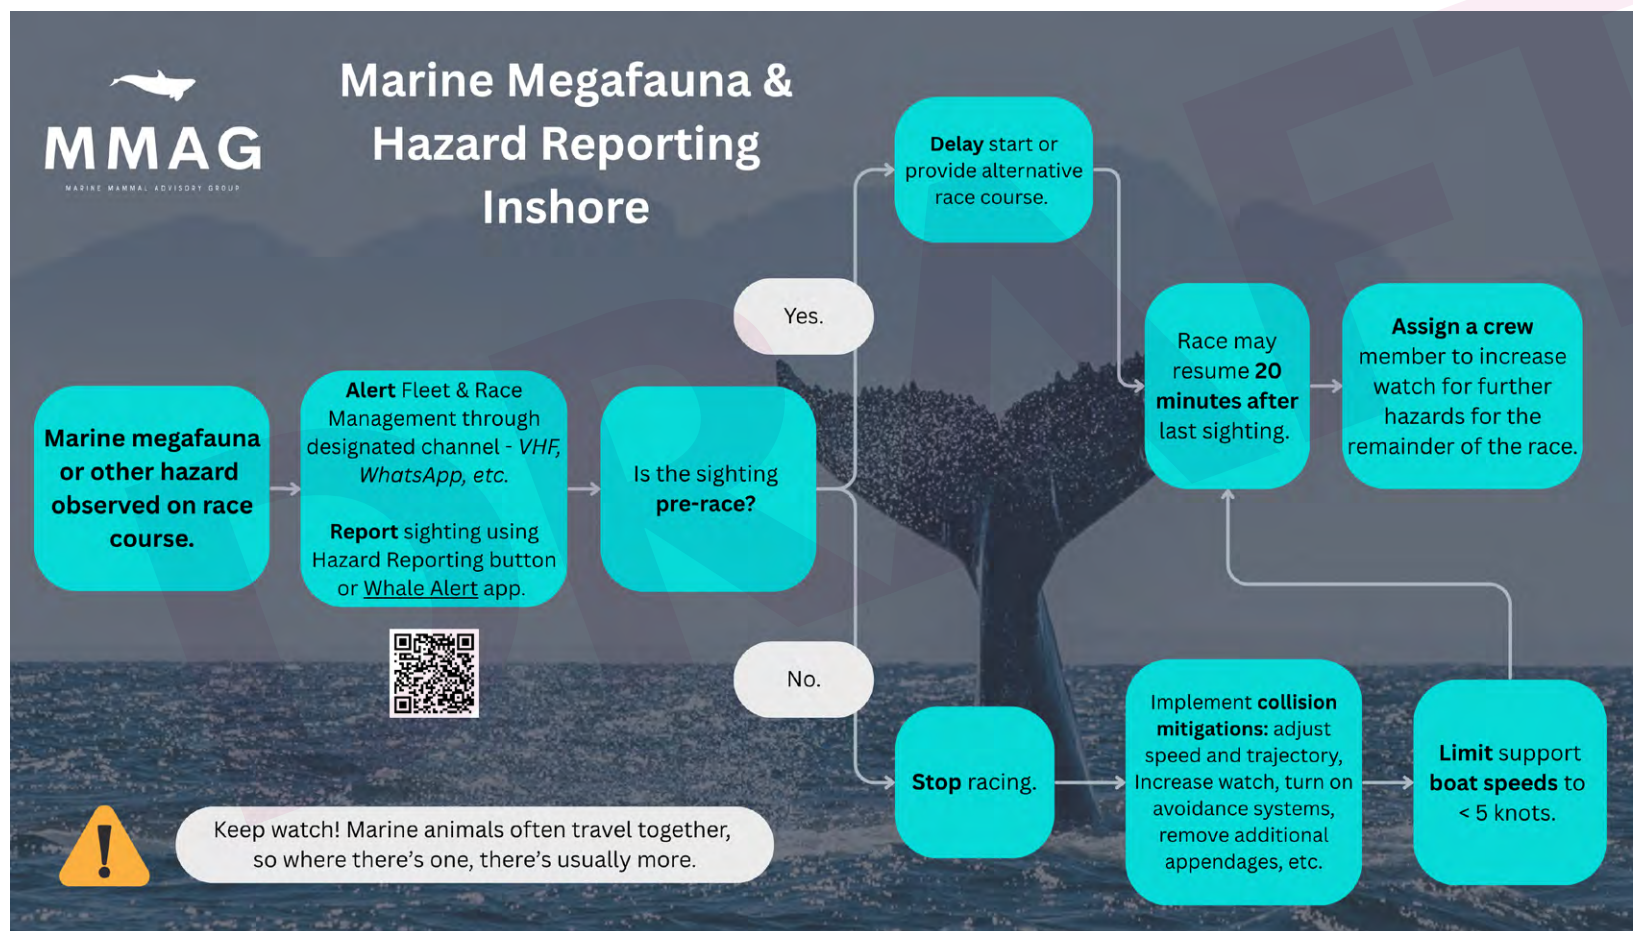 MMAG
MARINE MAMMAL ADVISORY GROUP
Marine Megafauna &
Hazard Reporting
Inshore
Marine megafauna
or other hazard
observed on race
course.
Alert Fleet & Race
Management through
designated channel - VHF,
WhatsApp, etc.
Report sighting using
Hazard Reporting button
or Whale Alert app.
Is the sighting
pre-race?
Yes.
Delay start or
provide alternative
race course.
Race may
resume 20
minutes after
last sighting.
Assign a crew
member to increase
watch for further
hazards for the
remainder of the race.
No.
Stop racing.
Implement collision
mitigations: adjust
speed and trajectory,
Increase watch, turn on
avoidance systems,
remove additional
appendages, etc.
Limit support
boat speeds to
< 5 knots.
Keep watch! Marine animals often travel together,
so where there's one, there's usually more.
DRAFT